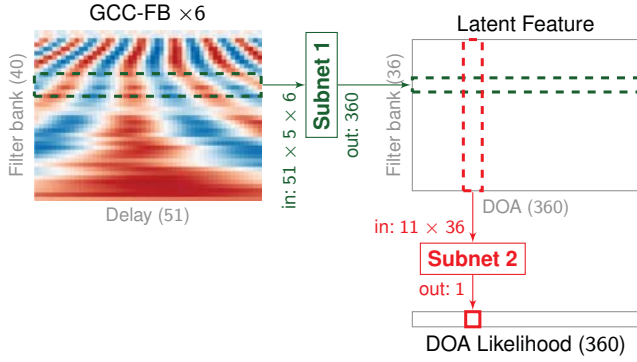 GCC-FB ×6
Filter bank (40)
Delay (51)
in: 51 × 5 × 6
Subnet 1
out: 360
Latent Feature
Filter bank (36)
DOA (360)
in: 11 × 36
Subnet 2
out: 1
DOA Likelihood (360)